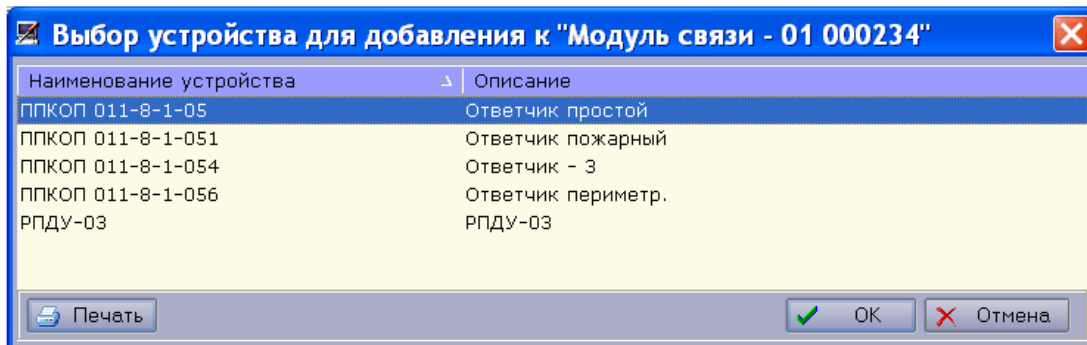 Выбор устройства для добавления к "Модуль связи - 01 000234"
Наименование устройства Описание
ППКОП 011-8-1-05 Ответчик простой
ППКОП 011-8-1-051 Ответчик пожарный
ППКОП 011-8-1-054 Ответчик - 3
ППКОП 011-8-1-056 Ответчик периметр.
РПДУ-03 РПДУ-03
Печать OK Отмена